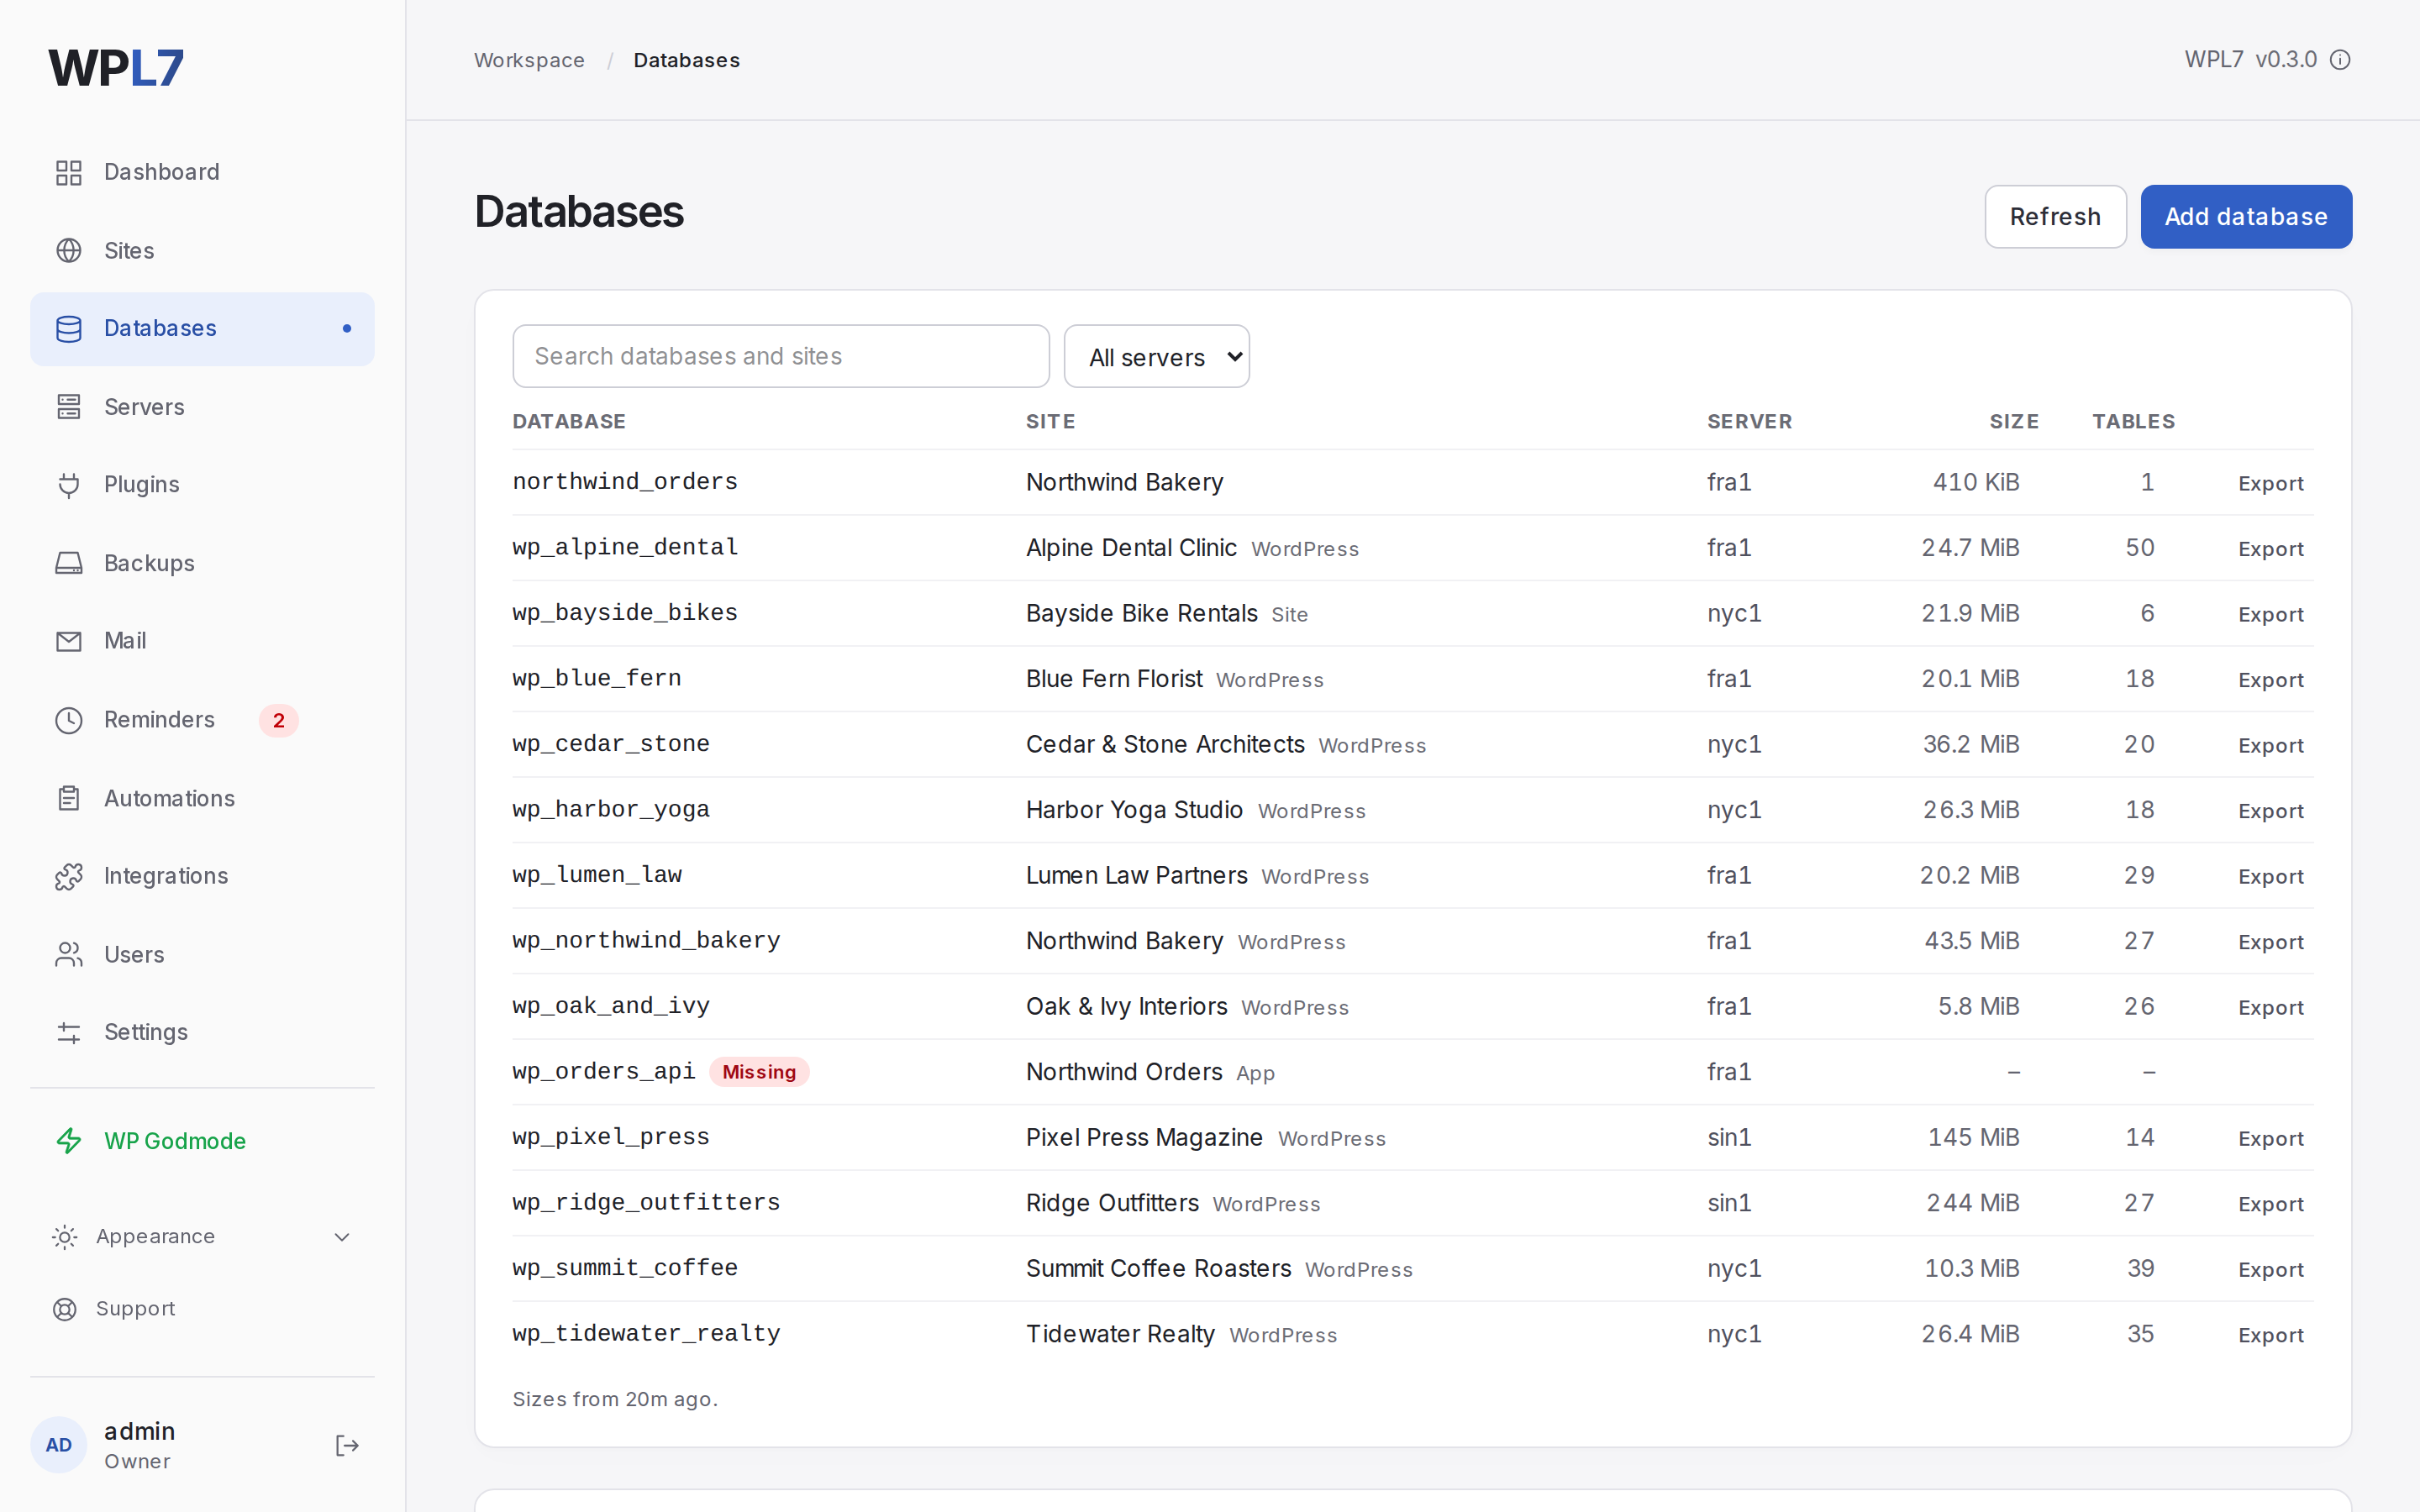 WPL7
Workspace / Databases
WPL7 v0.3.0
Dashboard
Sites
Databases
Servers
Plugins
Backups
Mail
Reminders 2
Automations
Integrations
Users
Settings
WP Godmode
Appearance
Support
AD
admin
Owner
Databases
Refresh
Add database
Search databases and sites
All servers
DATABASE SITE SERVER SIZE TABLES
northwind_orders Northwind Bakery fra1 410 KiB 1 Export
wp_alpine_dental Alpine Dental Clinic WordPress fra1 24.7 MiB 50 Export
wp_bayside_bikes Bayside Bike Rentals Site nyc1 21.9 MiB 6 Export
wp_blue_fern Blue Fern Florist WordPress fra1 20.1 MiB 18 Export
wp_cedar_stone Cedar & Stone Architects WordPress nyc1 36.2 MiB 20 Export
wp_harbor_yoga Harbor Yoga Studio WordPress nyc1 26.3 MiB 18 Export
wp_lumen_law Lumen Law Partners WordPress fra1 20.2 MiB 29 Export
wp_northwind_bakery Northwind Bakery WordPress fra1 43.5 MiB 27 Export
wp_oak_and_ivy Oak & Ivy Interiors WordPress fra1 5.8 MiB 26 Export
wp_orders_api Missing Northwind Orders App fra1 – –
wp_pixel_press Pixel Press Magazine WordPress sin1 145 MiB 14 Export
wp_ridge_outfitters Ridge Outfitters WordPress sin1 244 MiB 27 Export
wp_summit_coffee Summit Coffee Roasters WordPress nyc1 10.3 MiB 39 Export
wp_tidewater_realty Tidewater Realty WordPress nyc1 26.4 MiB 35 Export
Sizes from 20m ago.